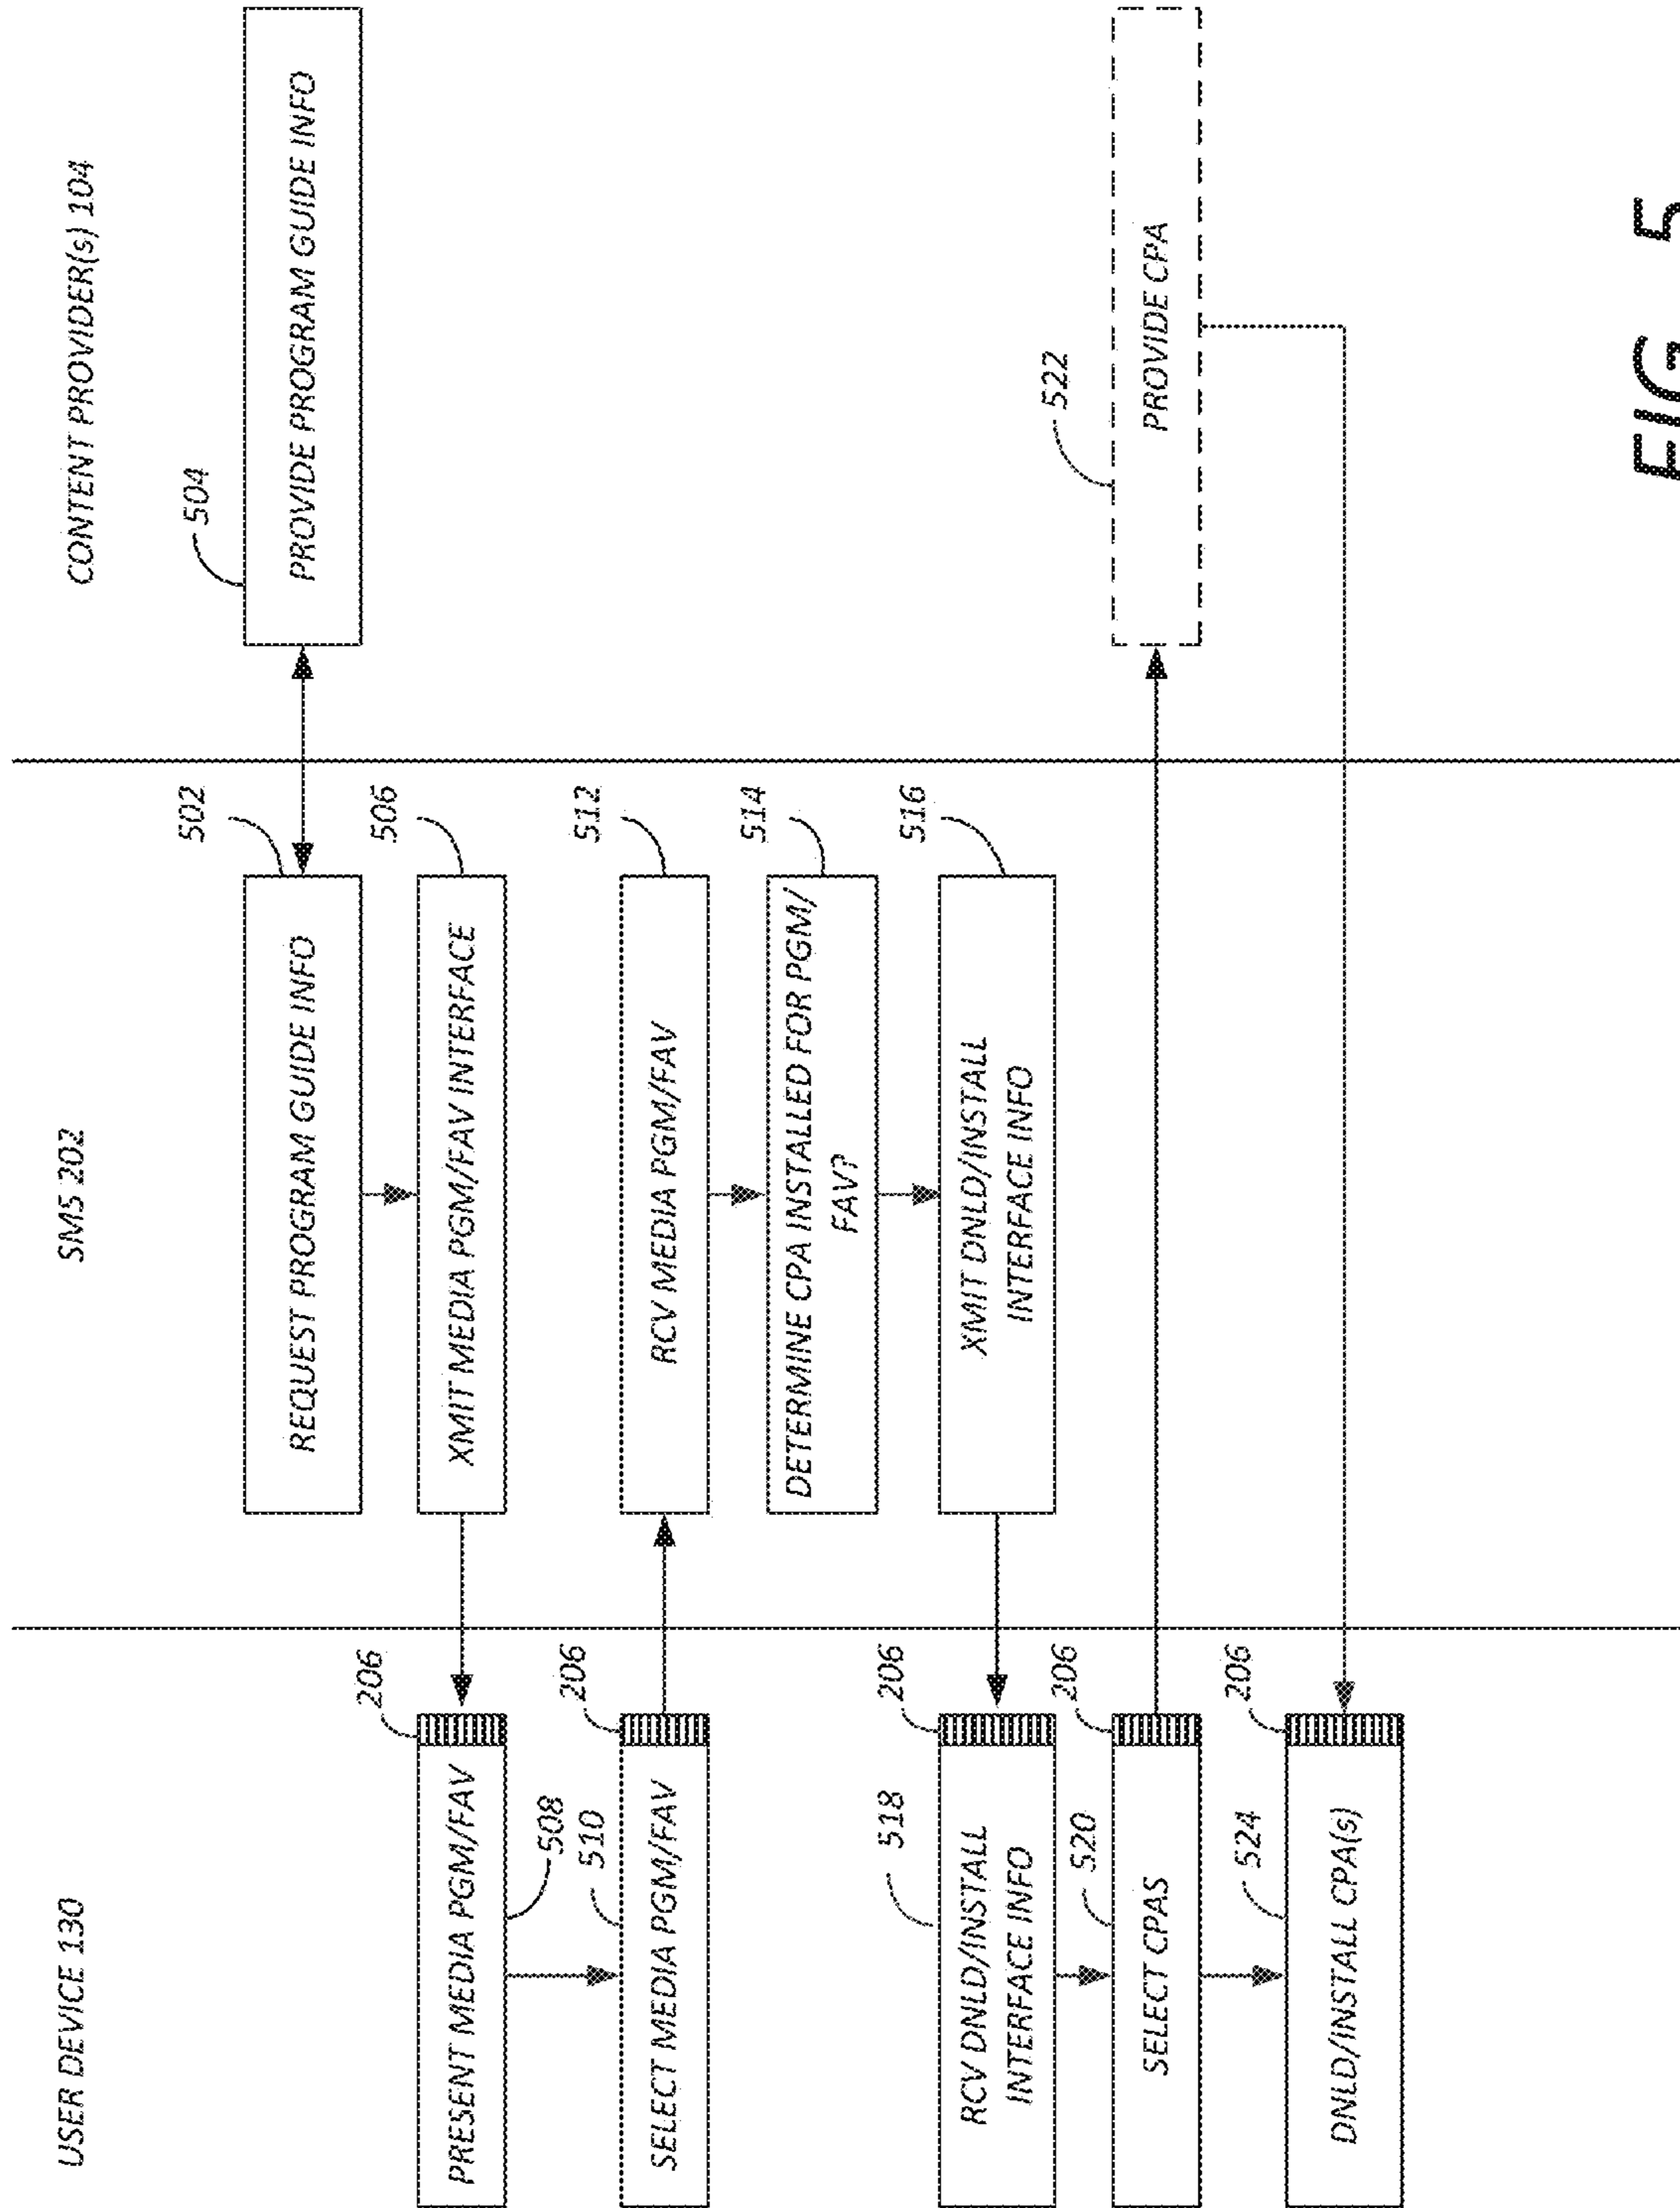 USER DEVICE 130
SMS 202
CONTENT PROVIDER(s) 104
502
REQUEST PROGRAM GUIDE INFO
504
PROVIDE PROGRAM GUIDE INFO
206
PRESENT MEDIA PGM/FAV
508
506
XMIT MEDIA PGM/FAV INTERFACE
510
206
SELECT MEDIA PGM/FAV
512
RCV MEDIA PGM/FAV
514
DETERMINE CPA INSTALLED FOR PGM/
FAV?
518
206
RCV DNLD/INSTALL
INTERFACE INFO
516
XMIT DNLD/INSTALL
INTERFACE INFO
520
206
SELECT CPAS
522
PROVIDE CPA
524
206
DNLD/INSTALL CPA(s)
FIG. 5